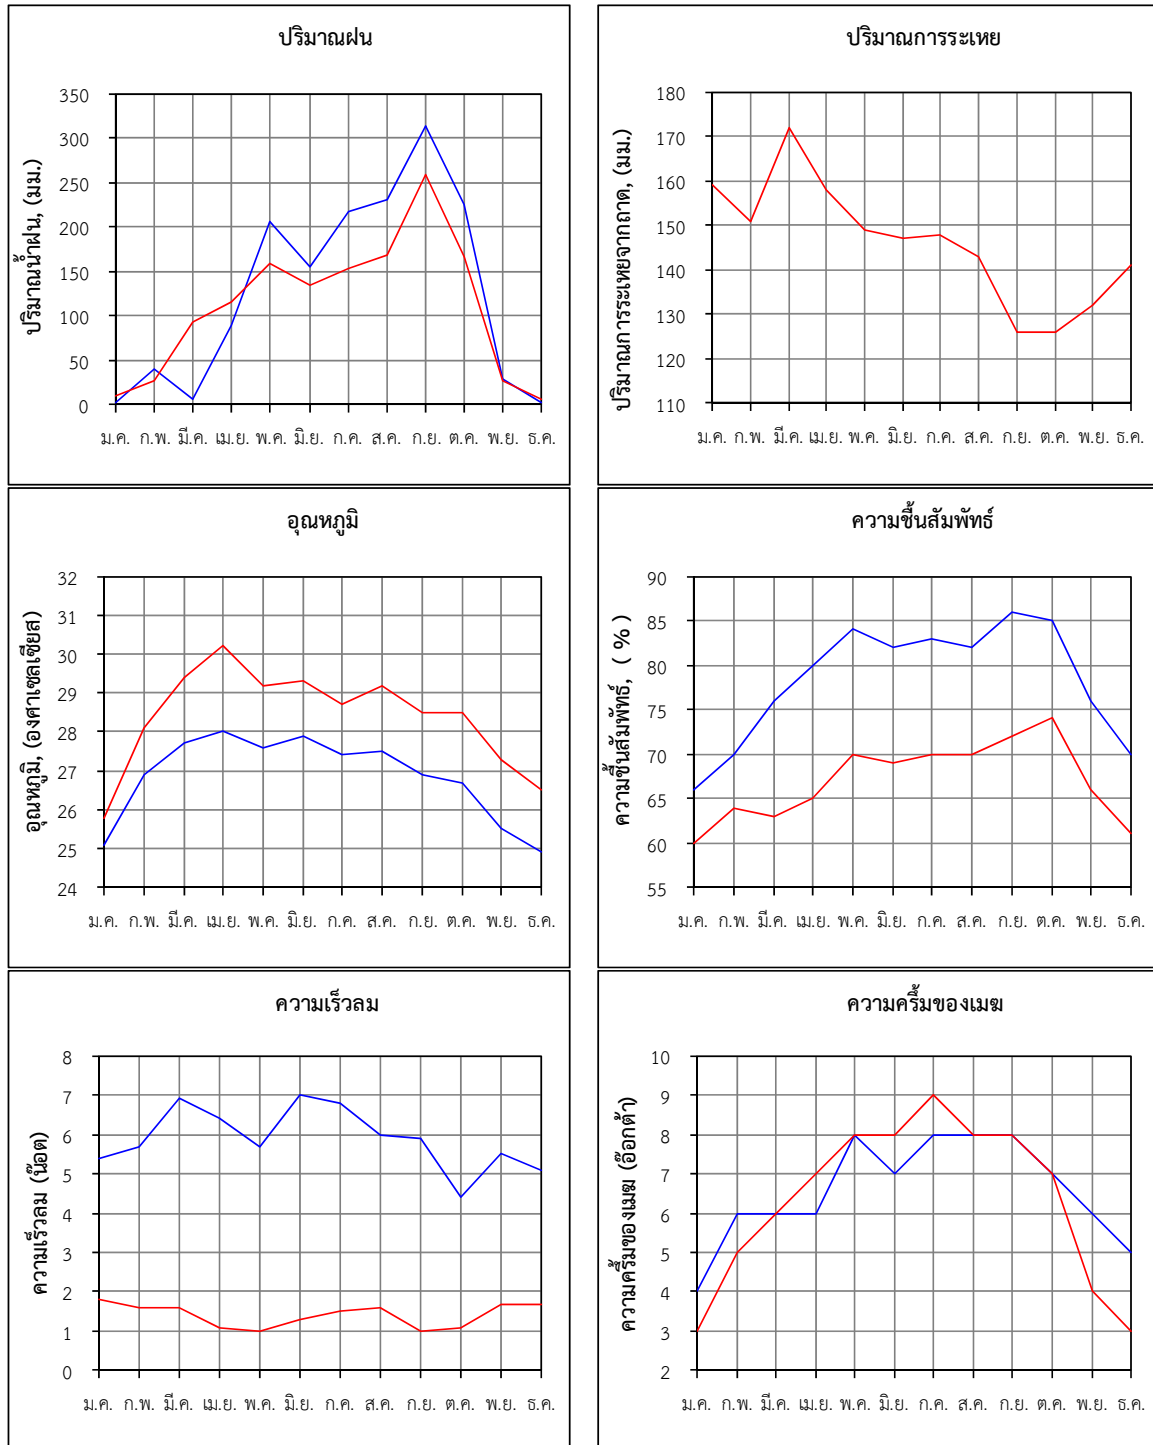 ปริมาณฝน
ปริมาณน้ำฝน, (มม.)
350
300
250
200
150
100
50
0
ม.ค. ก.พ. มี.ค. เม.ย. พ.ค. มิ.ย. ก.ค. ส.ค. ก.ย. ต.ค. พ.ย. ธ.ค.
ปริมาณการระเหย
ปริมาณการระเหยจากถาด, (มม.)
180
170
160
150
140
130
120
110
ม.ค. ก.พ. มี.ค. เม.ย. พ.ค. มิ.ย. ก.ค. ส.ค. ก.ย. ต.ค. พ.ย. ธ.ค.
อุณหภูมิ
อุณหภูมิ, (องศาเซลเซียส)
32
31
30
29
28
27
26
25
24
ม.ค. ก.พ. มี.ค. เม.ย. พ.ค. มิ.ย. ก.ค. ส.ค. ก.ย. ต.ค. พ.ย. ธ.ค.
ความชื้นสัมพัทธ์
ความชื้นสัมพัทธ์, ( % )
90
85
80
75
70
65
60
55
ม.ค. ก.พ. มี.ค. เม.ย. พ.ค. มิ.ย. ก.ค. ส.ค. ก.ย. ต.ค. พ.ย. ธ.ค.
ความเร็วลม
ความเร็วลม (น๊อต)
8
7
6
5
4
3
2
1
0
ม.ค. ก.พ. มี.ค. เม.ย. พ.ค. มิ.ย. ก.ค. ส.ค. ก.ย. ต.ค. พ.ย. ธ.ค.
ความครึ้มของเมฆ
ความครึ้มของเมฆ (อ๊อกต้า)
10
9
8
7
6
5
4
3
2
ม.ค. ก.พ. มี.ค. เม.ย. พ.ค. มิ.ย. ก.ค. ส.ค. ก.ย. ต.ค. พ.ย. ธ.ค.